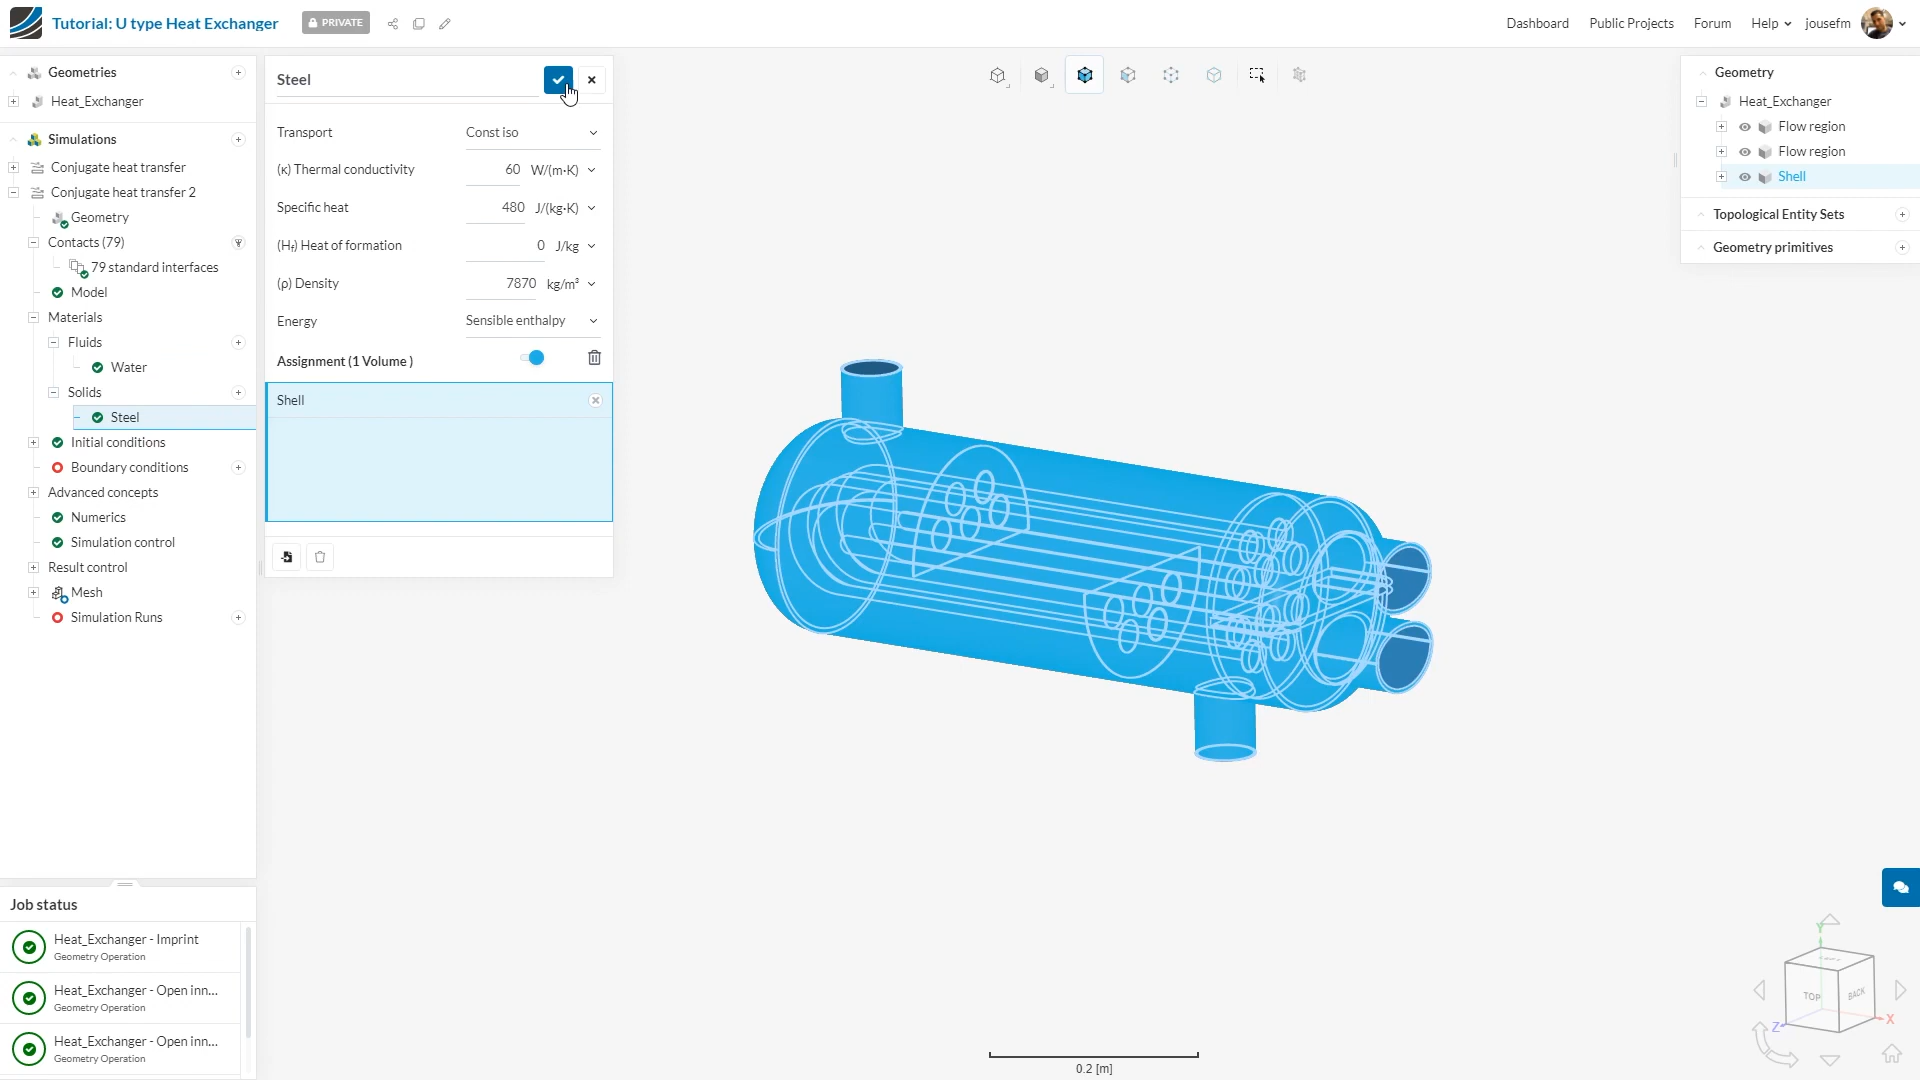 Tutorial: U type Heat Exchanger
PRIVATE
Dashboard
Public Projects
Forum
Help
jousefm
Geometries
Heat_Exchanger
Simulations
Conjugate heat transfer
Conjugate heat transfer 2
Geometry
Contacts (79)
79 standard interfaces
Model
Materials
Fluids
Water
Solids
Steel
Initial conditions
Boundary conditions
Advanced concepts
Numerics
Simulation control
Result control
Mesh
Simulation Runs
Job status
Heat_Exchanger - Imprint
Geometry Operation
Heat_Exchanger - Open inn...
Geometry Operation
Heat_Exchanger - Open inn...
Geometry Operation
Steel
Transport Const iso
(κ) Thermal conductivity 60 W/(m·K)
Specific heat 480 J/(kg·K)
(Hf) Heat of formation 0 J/kg
(ρ) Density 7870 kg/m³
Energy Sensible enthalpy
Assignment (1 Volume )
Shell
0.2 [m]
Geometry
Heat_Exchanger
Flow region
Flow region
Shell
Topological Entity Sets
Geometry primitives
Y
TOP
BACK
Z
X